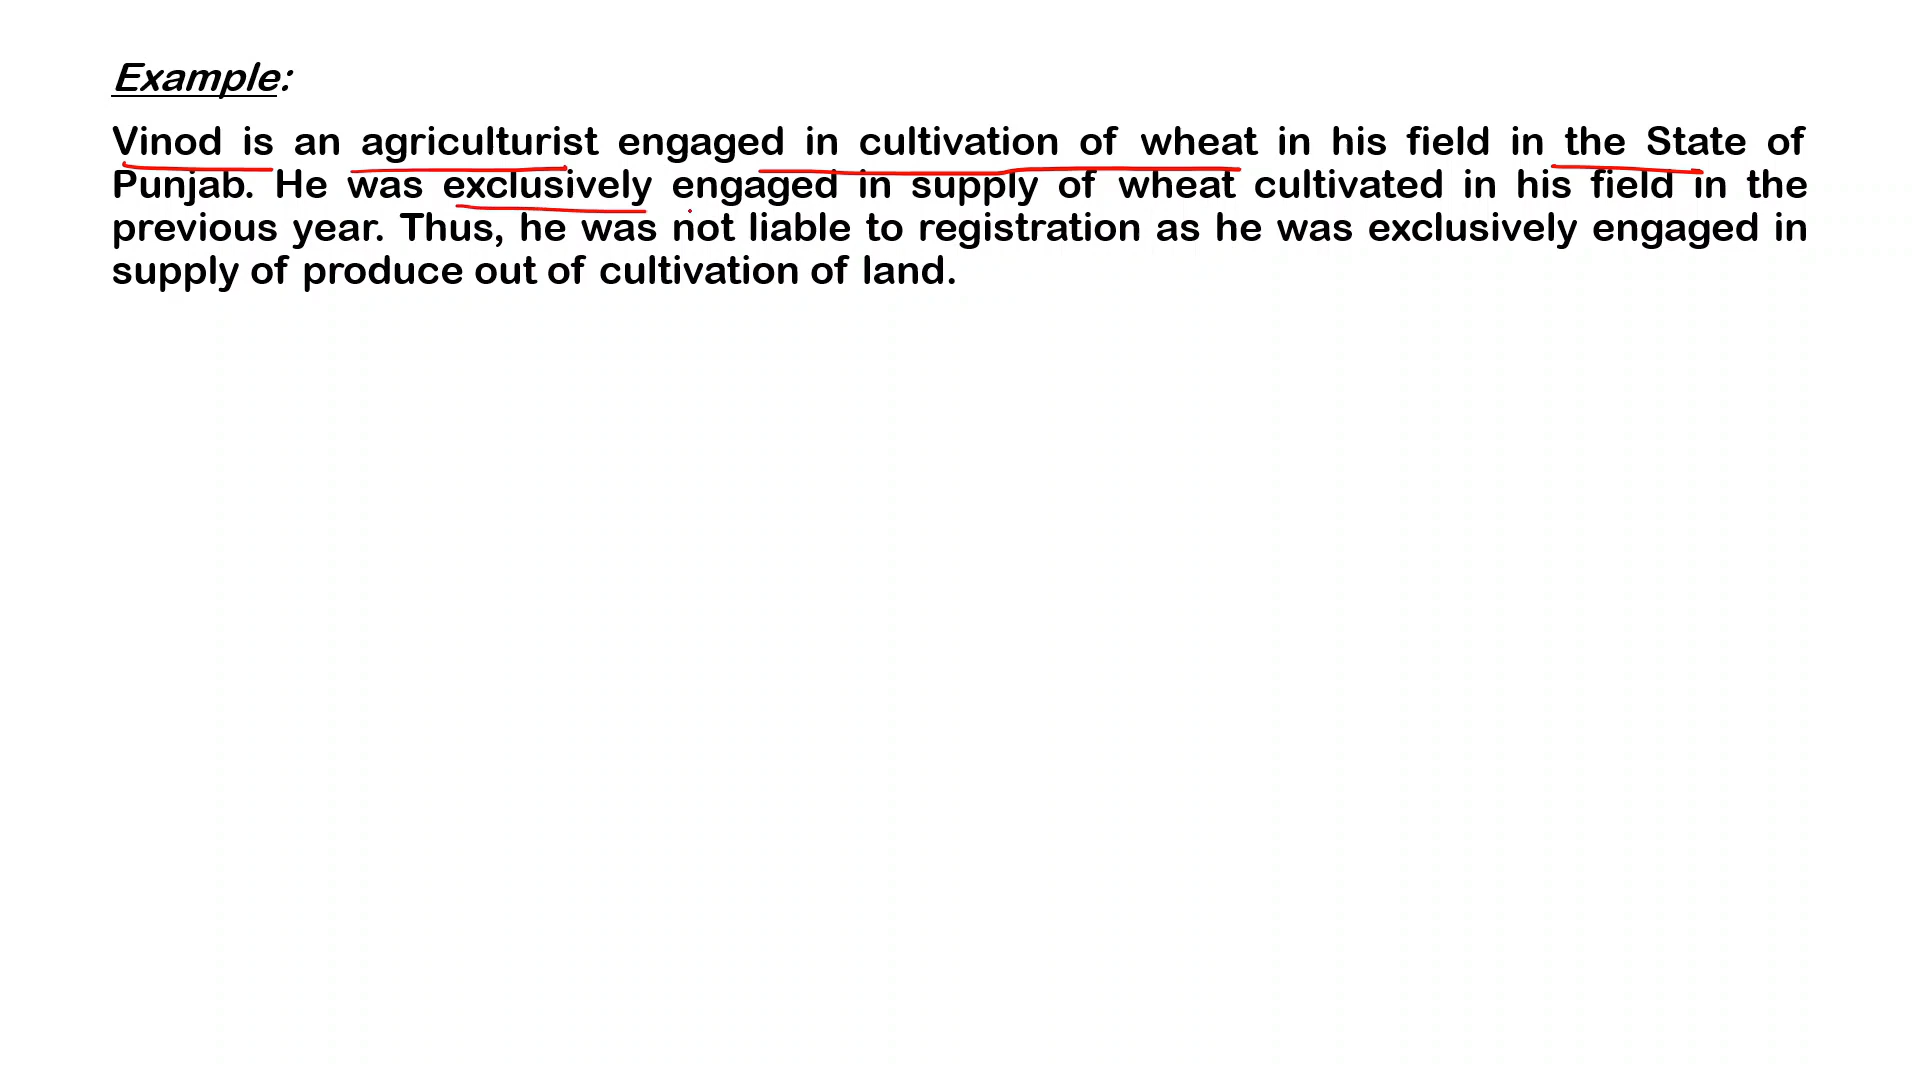 Example:
Vinod is an agriculturist engaged in cultivation of wheat in his field in the State of
Punjab. He was exclusively engaged in supply of wheat cultivated in his field in the
previous year. Thus, he was not liable to registration as he was exclusively engaged in
supply of produce out of cultivation of land.